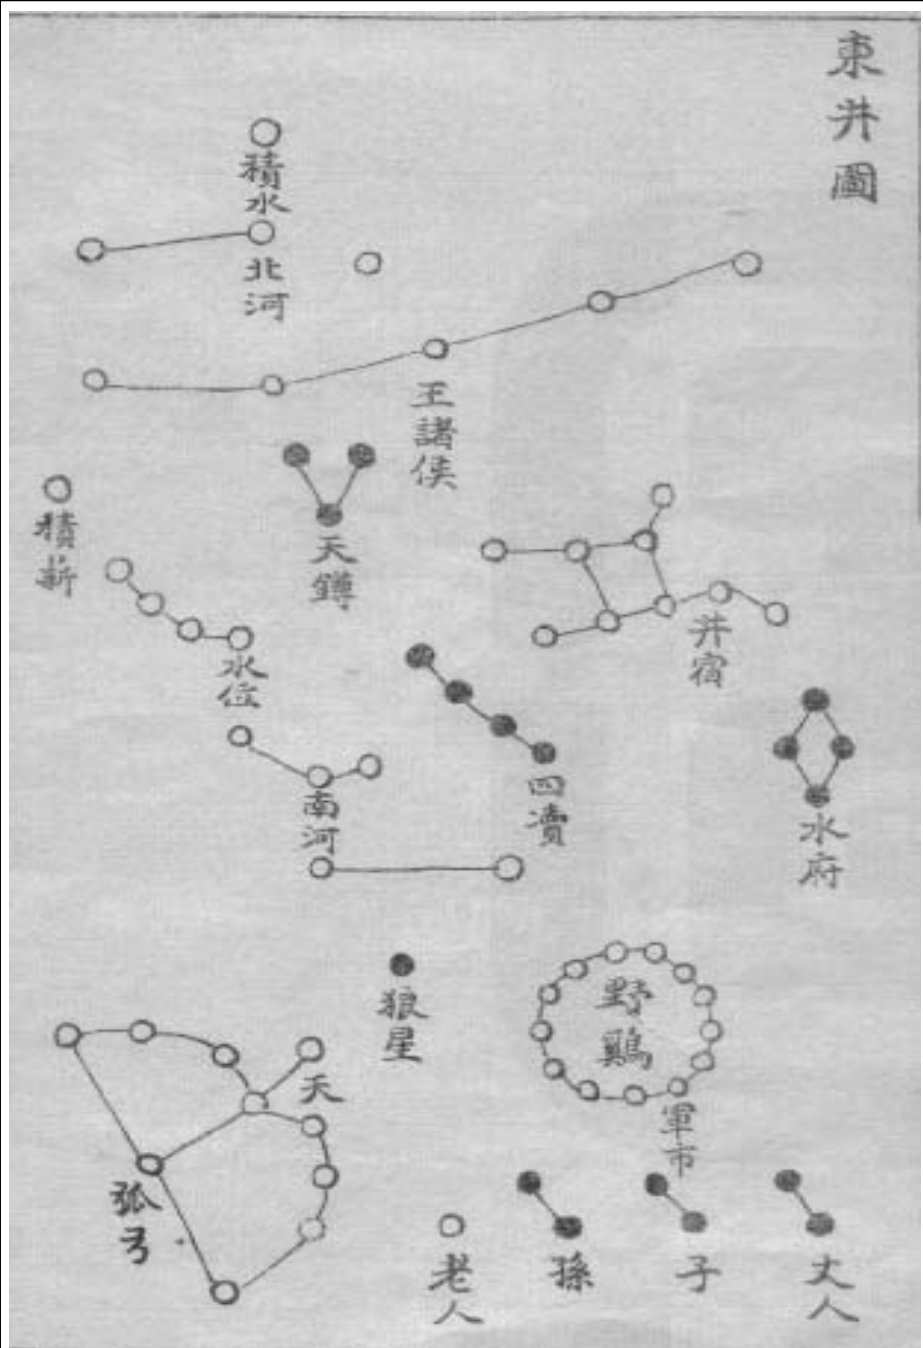 東井圖
積水
北河
王諸侯
積薪
天鐏
井宿
水位
四瀆
水府
南河
狼星
野鷄
軍市
天
弧弓
老人
孫
子
丈人